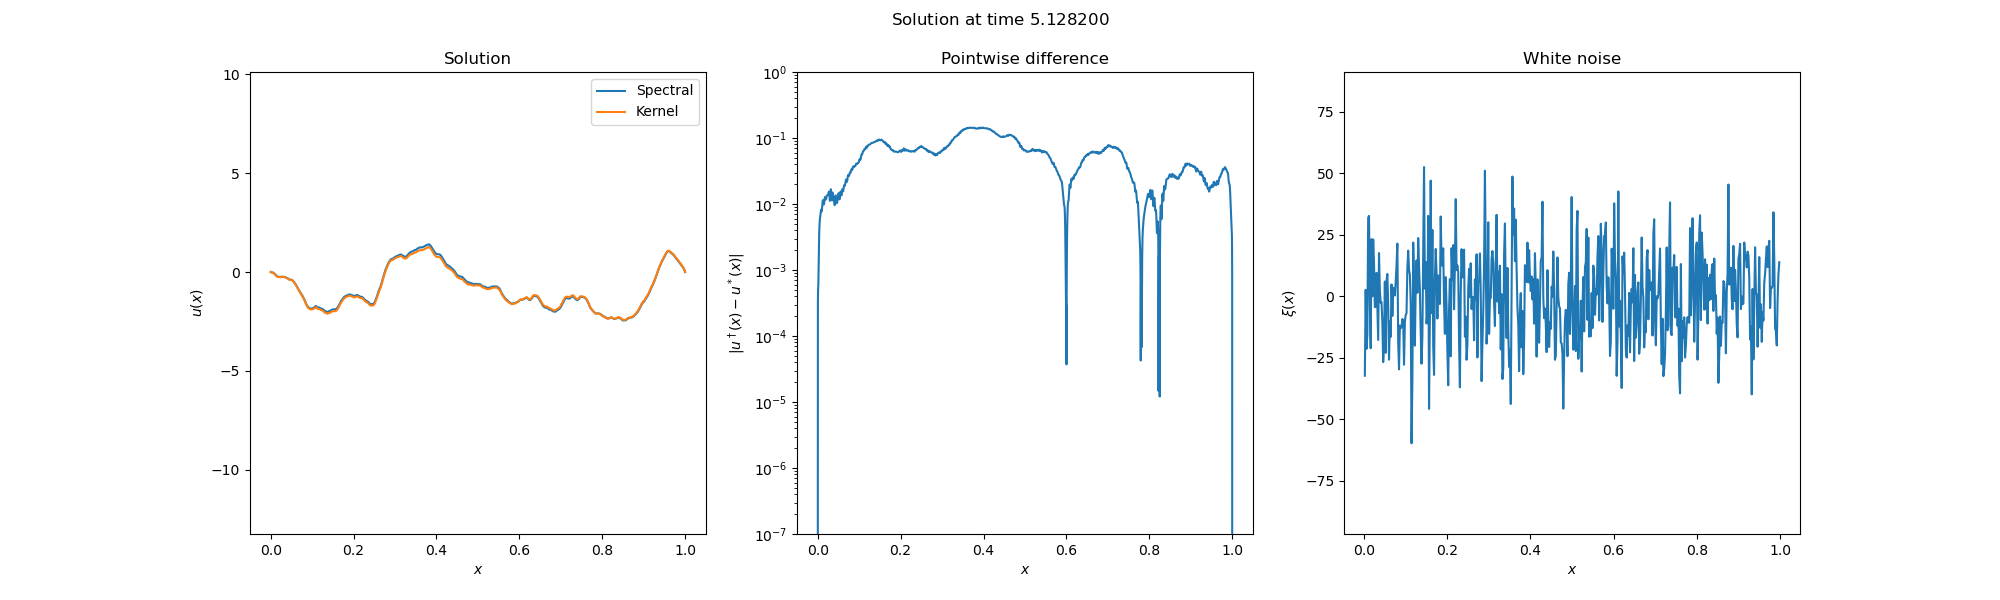 Solution at time 5.128200
Solution
10
5
0
−5
−10
u(x)
Spectral
Kernel
0.0 0.2 0.4 0.6 0.8 1.0
x
Pointwise difference
10⁰
10⁻¹
10⁻²
10⁻³
10⁻⁴
10⁻⁵
10⁻⁶
10⁻⁷
|u†(x) − u*(x)|
0.0 0.2 0.4 0.6 0.8 1.0
x
White noise
75
50
25
0
−25
−50
−75
ξ(x)
0.0 0.2 0.4 0.6 0.8 1.0
x